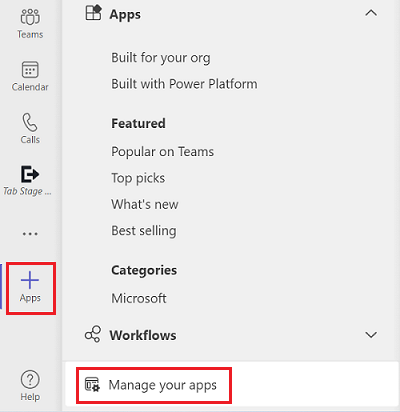 Teams
Calendar
Calls
Tab Stage ...
...
Apps
Help
Apps
Built for your org
Built with Power Platform
Featured
Popular on Teams
Top picks
What's new
Best selling
Categories
Microsoft
Workflows
Manage your apps